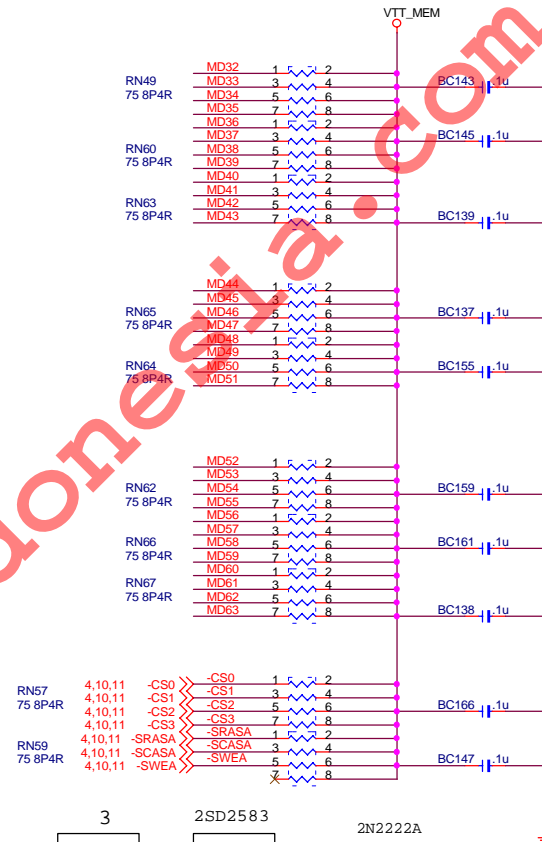 VTT_MEM
MD32 1 2
RN49 MD33 3 4 BC143 .1u
75 8P4R MD34 5 6
MD35 7 8
MD36 1 2
MD37 3 4 BC145 .1u
RN60 MD38 5 6
75 8P4R MD39 7 8
MD40 1 2
MD41 3 4
RN63 MD42 5 6
75 8P4R MD43 7 8 BC139 .1u
MD44 1 2
MD45 3 4
RN65 MD46 5 6 BC137 .1u
75 8P4R MD47 7 8
MD48 1 2
MD49 3 4
RN64 MD50 5 6 BC155 .1u
75 8P4R MD51 7 8
MD52 1 2
MD53 3 4
RN62 MD54 5 6 BC159 .1u
75 8P4R MD55 7 8
MD56 1 2
MD57 3 4
RN66 MD58 5 6 BC161 .1u
75 8P4R MD59 7 8
MD60 1 2
RN67 MD61 3 4
75 8P4R MD62 5 6
MD63 7 8 BC138 .1u
4,10,11 -CS0 -CS0 1 2
RN57 4,10,11 -CS1 -CS1 3 4
75 8P4R 4,10,11 -CS2 -CS2 5 6 BC166 .1u
4,10,11 -CS3 -CS3 7 8
RN59 4,10,11 -SRASA -SRASA 1 2
75 8P4R 4,10,11 -SCASA -SCASA 3 4
4,10,11 -SWEA -SWEA 5 6 BC147 .1u
7 8
3 2SD2583 2N2222A
donesia.com